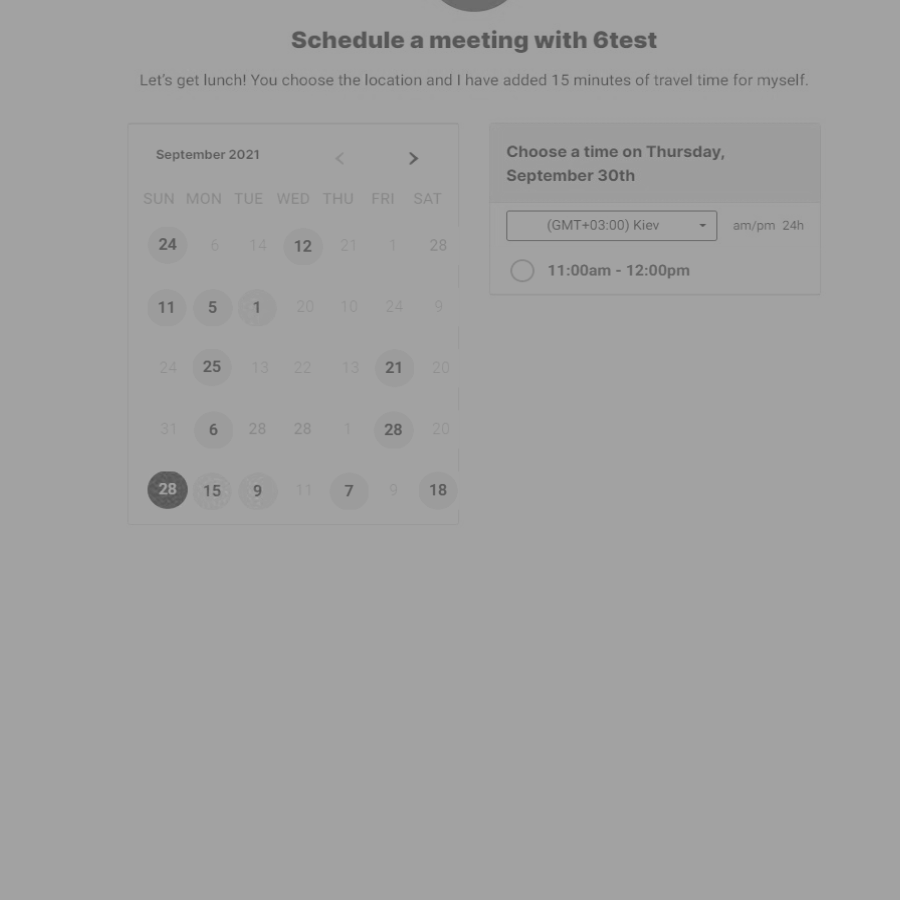 Schedule a meeting with 6test
Let's get lunch! You choose the location and I have added 15 minutes of travel time for myself.
September 2021
SUN MON TUE WED THU FRI SAT
24 6 14 12 21 1 28
11 5 1 20 10 24 9
24 25 13 22 13 21 20
31 6 28 28 1 28 20
28 15 9 11 7 9 18
Choose a time on Thursday,
September 30th
(GMT+03:00) Kiev am/pm 24h
11:00am - 12:00pm